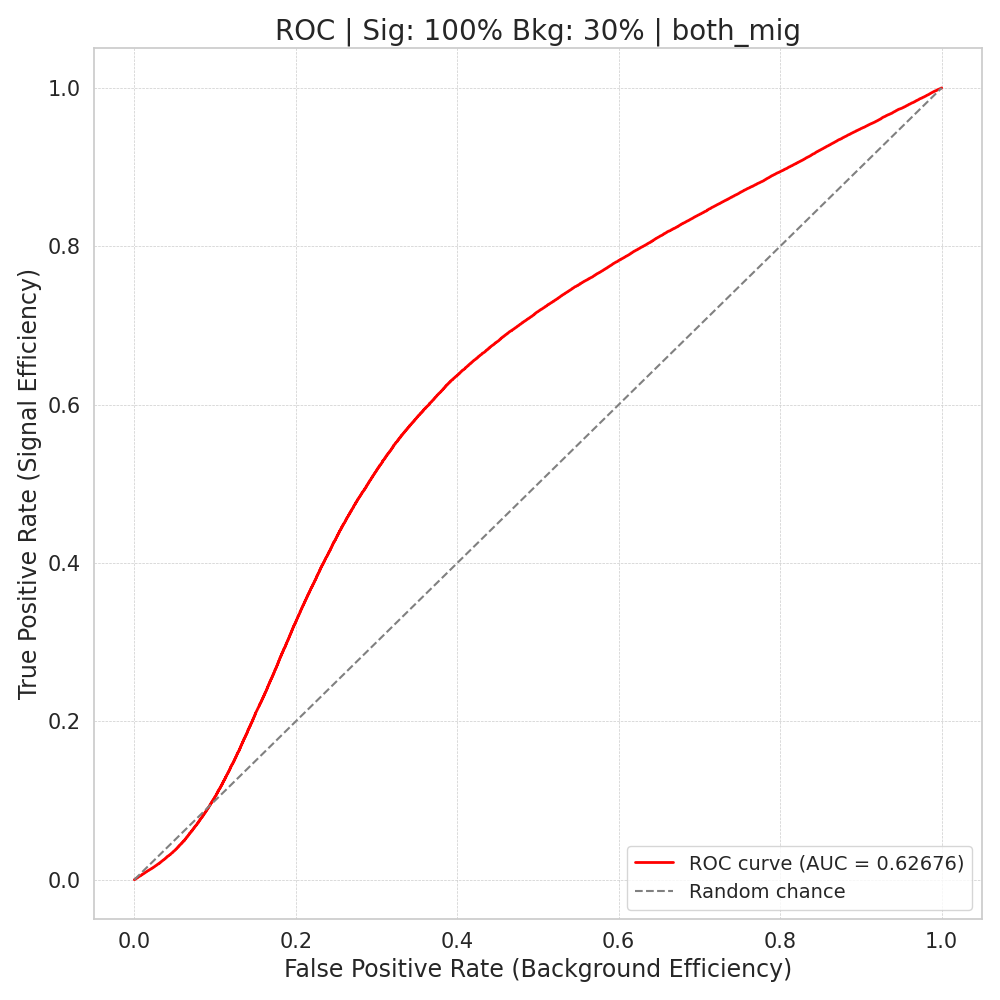 ROC | Sig: 100% Bkg: 30% | both_mig
True Positive Rate (Signal Efficiency)
1.0
0.8
0.6
0.4
0.2
0.0
ROC curve (AUC = 0.62676)
Random chance
0.0 0.2 0.4 0.6 0.8 1.0
False Positive Rate (Background Efficiency)